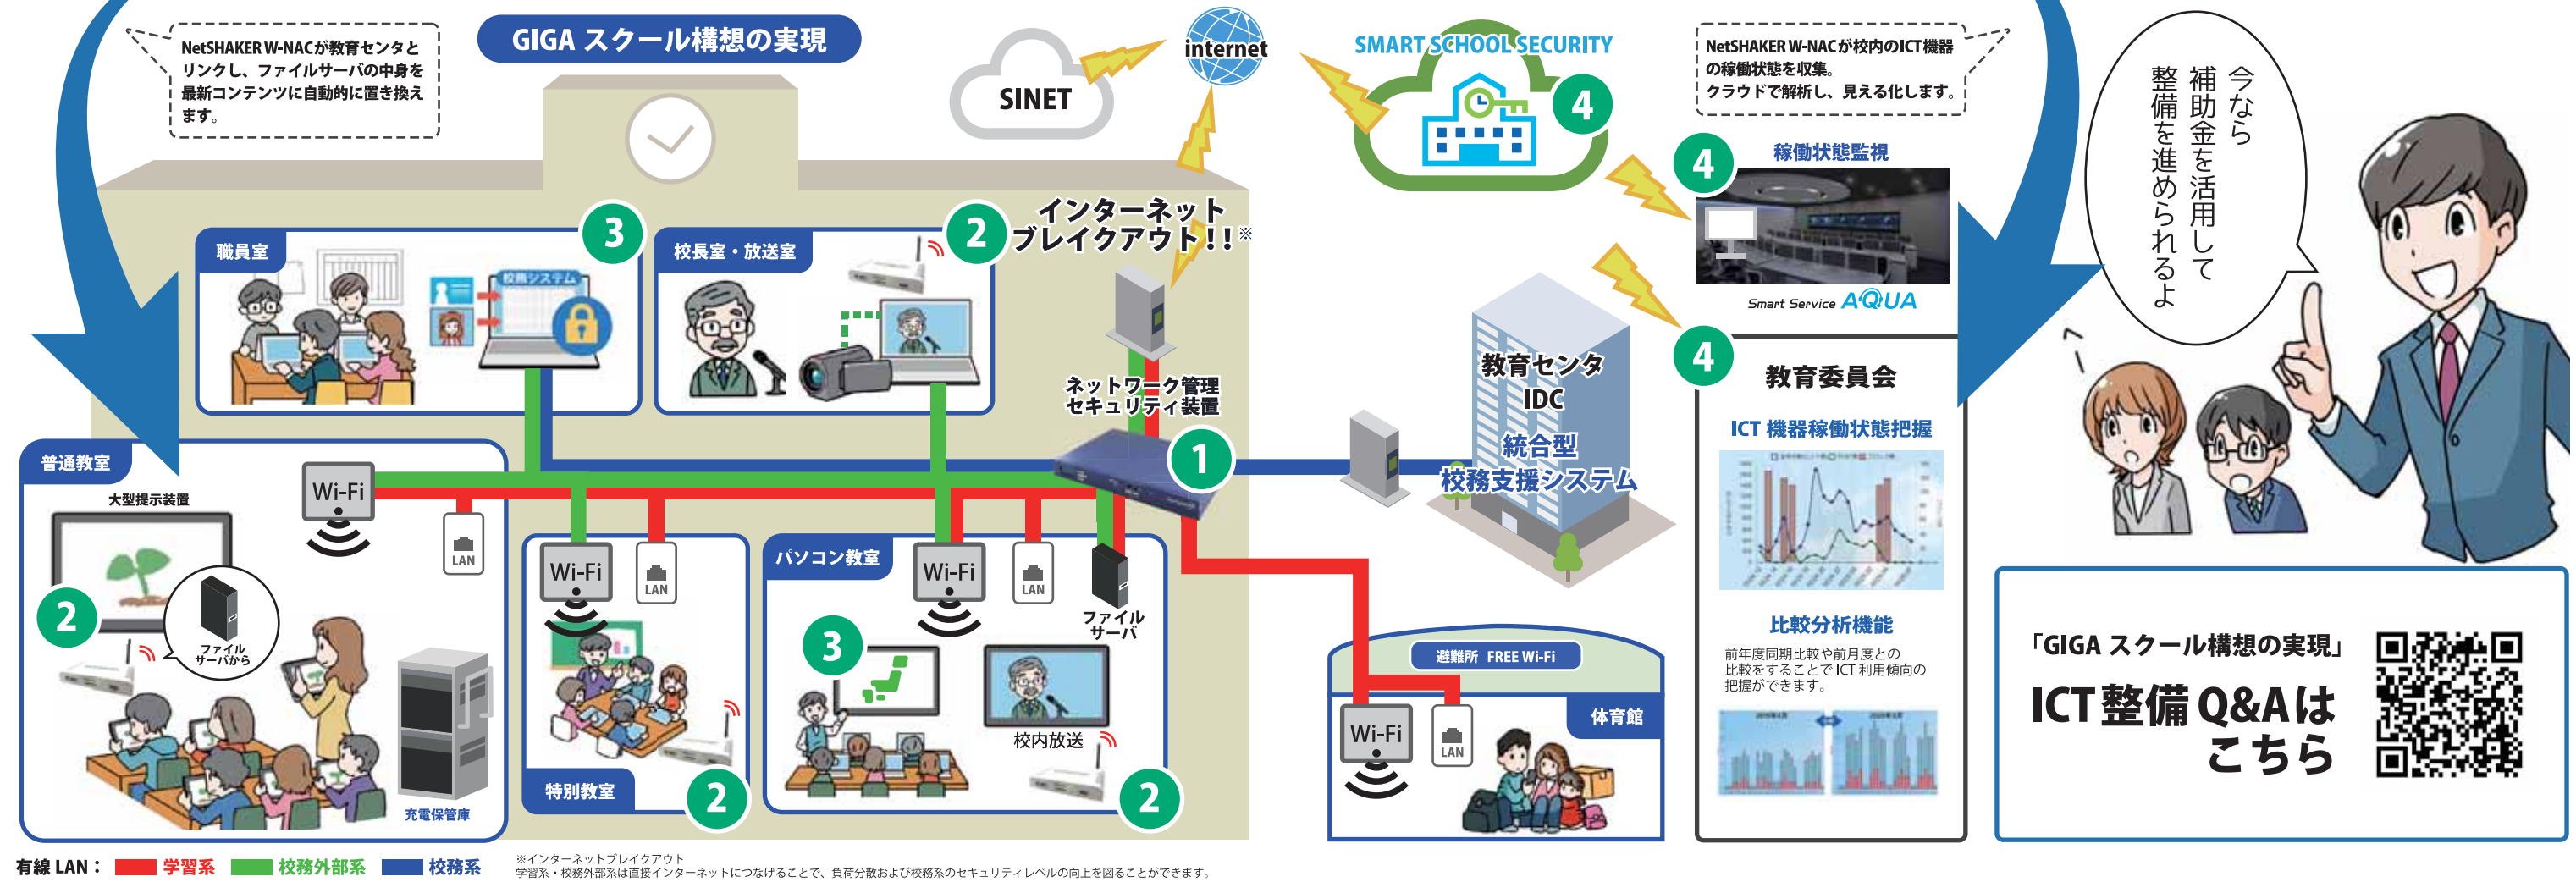 NetSHAKER W-NACが教育センタと
リンクし、ファイルサーバの中身を
最新コンテンツに自動的に置き換え
ます。
GIGA スクール構想の実現
SINET
internet
SMART SCHOOL SECURITY
4
NetSHAKER W-NACが校内のICT機器
の稼働状態を収集。
クラウドで解析し、見える化します。
今なら
補助金を活用して
整備を進められるよ
4
稼働状態監視
Smart Service AQUA
職員室
3
校務システム
校長室・放送室
2
インターネット
ブレイクアウト!!※
ネットワーク管理
セキュリティ装置
1
教育センタ
IDC
統合型
校務支援システム
4
教育委員会
ICT 機器稼働状態把握
比較分析機能
前年度同期比較や前月度との
比較をすることで ICT 利用傾向の
把握ができます。
普通教室
大型提示装置
Wi-Fi
LAN
2
ファイル
サーバから
充電保管庫
Wi-Fi
LAN
特別教室
2
パソコン教室
Wi-Fi
LAN
ファイル
サーバ
3
校内放送
2
避難所 FREE Wi-Fi
体育館
Wi-Fi
LAN
「GIGA スクール構想の実現」
ICT 整備 Q&Aは
こちら
有線 LAN： 学習系 校務外部系 校務系
※インターネットブレイクアウト
学習系・校務外部系は直接インターネットにつなげることで、負荷分散および校務系のセキュリティレベルの向上を図ることができます。